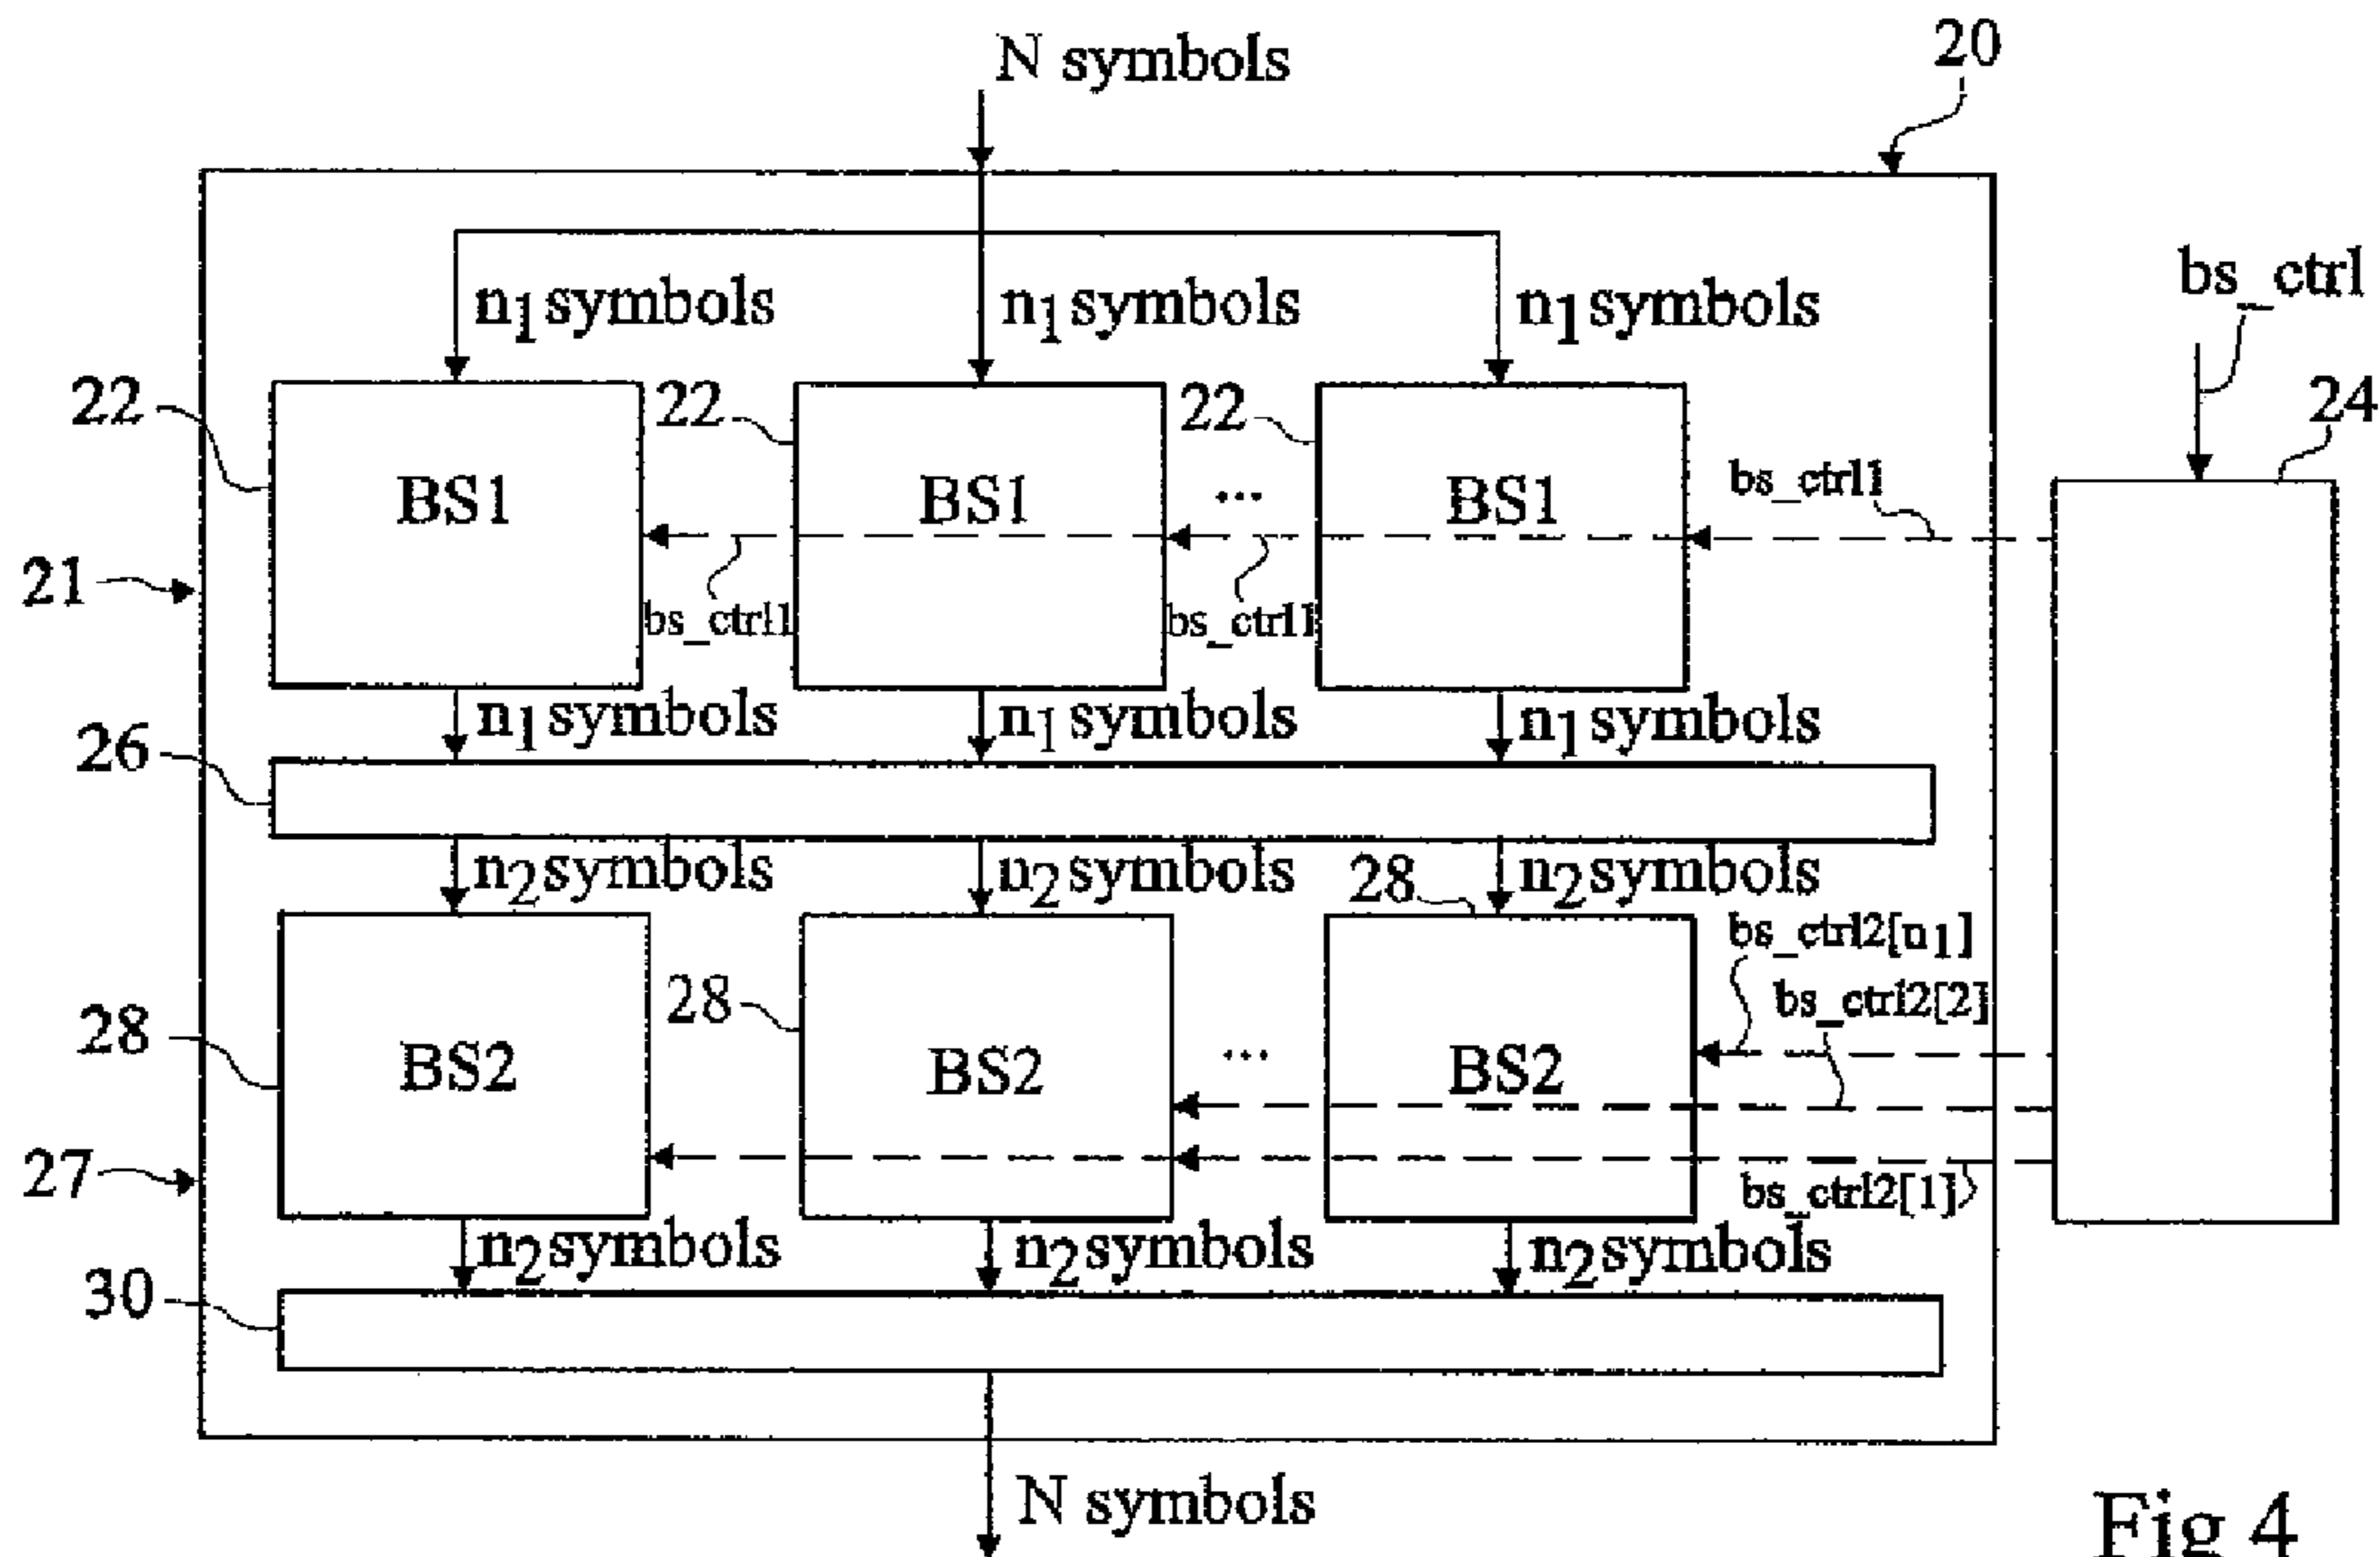 N symbols
20
bs_ctrl
n1 symbols
n1 symbols
n1 symbols
24
22
22
22
BS1
BS1
...
BS1
bs_ctrl1
21
bs_ctrl1
bs_ctrl1
n1 symbols
n1 symbols
n1 symbols
26
n2 symbols
n2 symbols
28
n2 symbols
bs_ctrl2[n1]
28
bs_ctrl2[2]
28
BS2
BS2
...
BS2
27
bs_ctrl2[1]
n2 symbols
n2 symbols
n2 symbols
30
N symbols
Fig 4